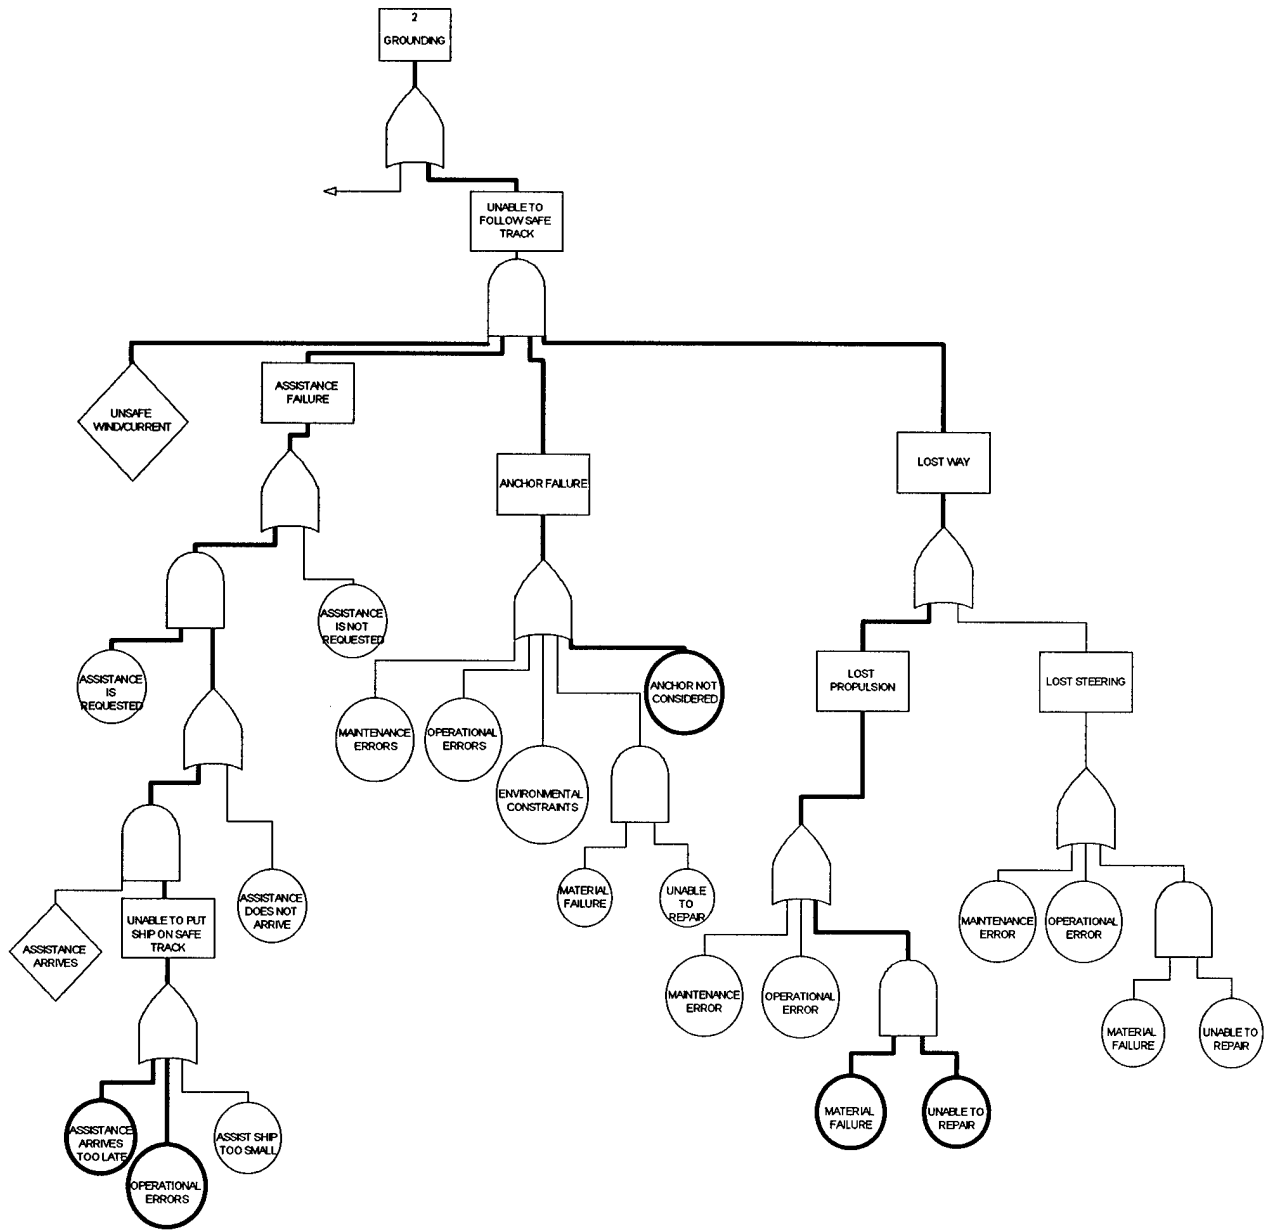 2
GROUNDING
UNABLE TO
FOLLOW SAFE
TRACK
UNSAFE
WIND/CURRENT
ASSISTANCE
FAILURE
ANCHOR FAILURE
LOST WAY
ASSISTANCE
IS NOT
REQUESTED
ASSISTANCE
IS
REQUESTED
MAINTENANCE
ERRORS
OPERATIONAL
ERRORS
ENVIRONMENTAL
CONSTRAINTS
ANCHOR NOT
CONSIDERED
MATERIAL
FAILURE
UNABLE
TO
REPAIR
LOST
PROPULSION
LOST STEERING
ASSISTANCE
ARRIVES
UNABLE TO PUT
SHIP ON SAFE
TRACK
ASSISTANCE
DOES NOT
ARRIVE
MAINTENANCE
ERROR
OPERATIONAL
ERROR
MATERIAL
FAILURE
UNABLE TO
REPAIR
MAINTENANCE
ERROR
OPERATIONAL
ERROR
MATERIAL
FAILURE
UNABLE TO
REPAIR
ASSISTANCE
ARRIVES
TOO LATE
OPERATIONAL
ERRORS
ASSIST SHIP
TOO SMALL